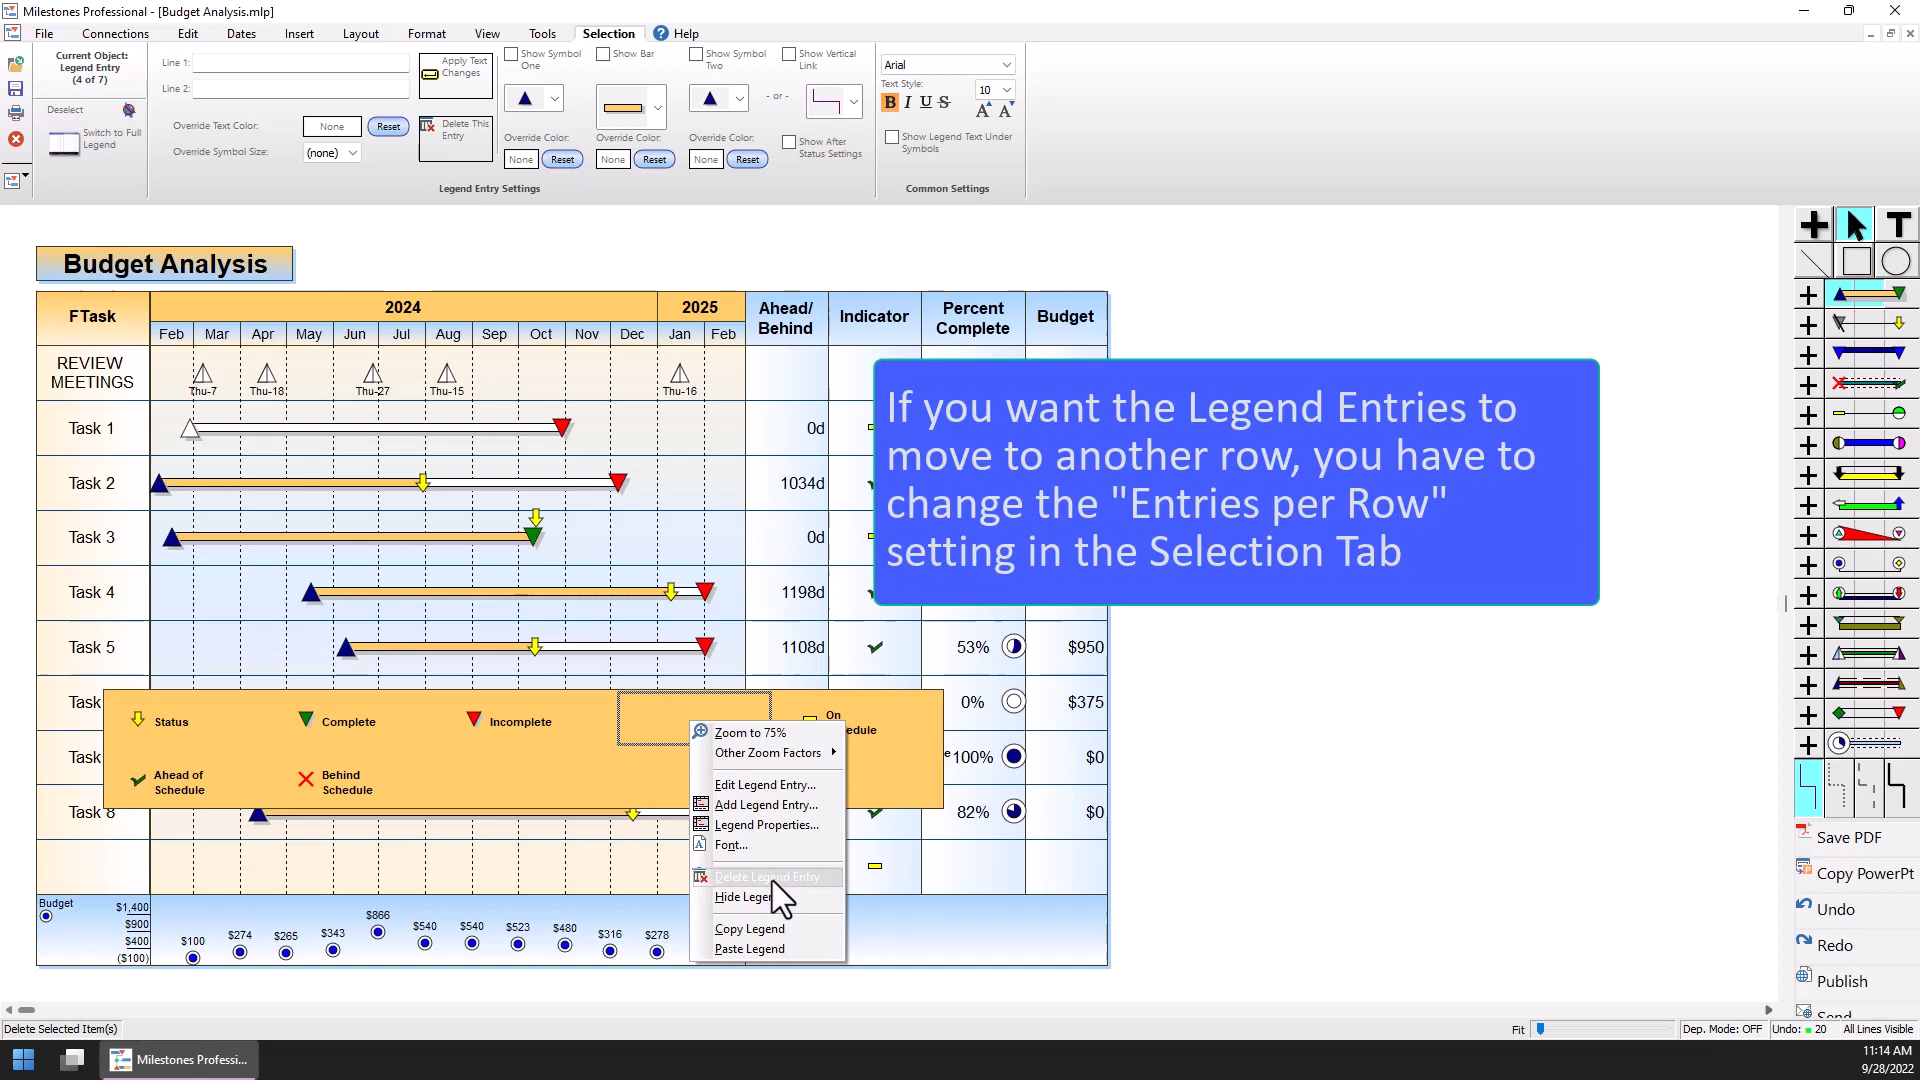 Milestones Professional - [Budget Analysis.mlp]
File Connections Edit Dates Insert Layout Format View Tools Selection Help
Current Object:
Legend Entry
(4 of 7)
Deselect
Switch to Full
Legend
Line 1:
Line 2:
Override Text Color: None Reset
Override Symbol Size: (none)
Apply Text
Changes
Delete This
Entry
Show Symbol
One
Override Color:
None Reset
Show Bar
Override Color:
None Reset
Show Symbol
Two
Override Color:
None Reset
- or -
Show Vertical
Link
Show After
Status Settings
Legend Entry Settings
Arial
Text Style: 10
B I U S A A
Show Legend Text Under
Symbols
Common Settings
Budget Analysis
FTask 2024 2025 Ahead/
Behind Indicator Percent
Complete Budget
Feb Mar Apr May Jun Jul Aug Sep Oct Nov Dec Jan Feb
REVIEW
MEETINGS
Thu-7 Thu-18 Thu-27 Thu-15 Thu-16
Task 1 0d
Task 2 1034d
Task 3 0d
Task 4 1198d
Task 5 1108d 53% $950
Task 0% $375
Task 100% $0
Task 8 82% $0
If you want the Legend Entries to
move to another row, you have to
change the "Entries per Row"
setting in the Selection Tab
Status Complete Incomplete On
edule
Ahead of
Schedule
Behind
Schedule
e
Zoom to 75%
Other Zoom Factors
Edit Legend Entry...
Add Legend Entry...
Legend Properties...
Font...
Delete Legend Entry
Hide Legen
Copy Legend
Paste Legend
Budget
$1,400
$900
$400
($100)
$100 $274 $265 $343 $866 $540 $540 $523 $480 $316 $278
T
Save PDF
Copy PowerPt
Undo
Redo
Publish
Send
Delete Selected Item(s) Fit Dep. Mode: OFF Undo: 20 All Lines Visible
Milestones Professi...
11:14 AM
9/28/2022